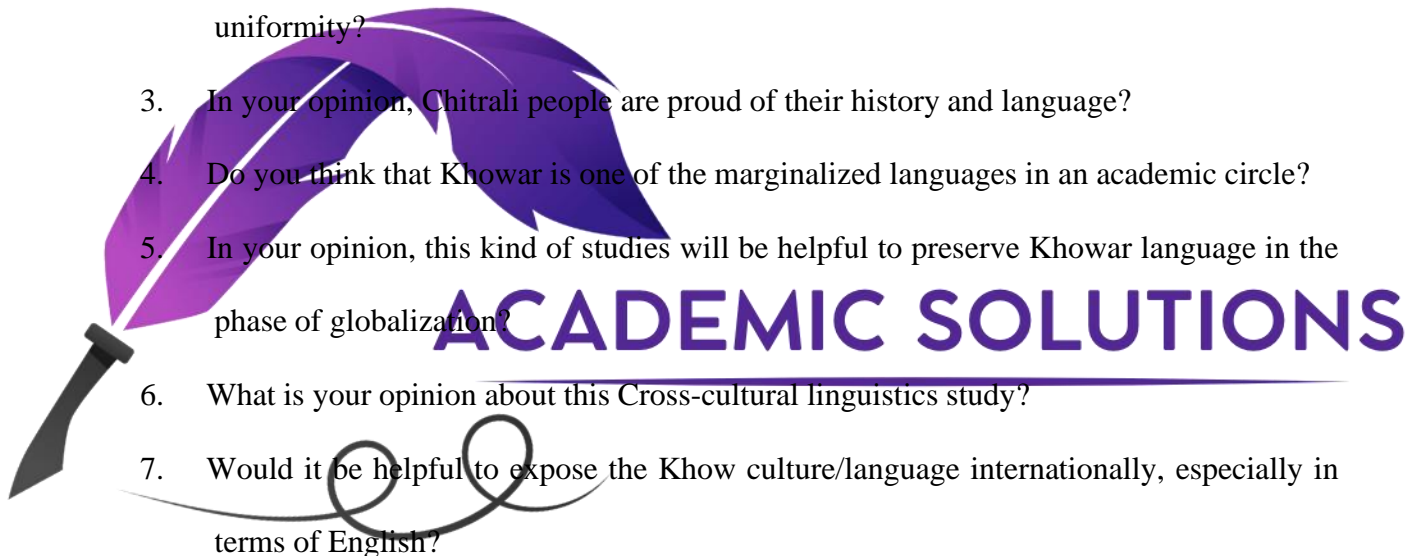 uniformity?
3. In your opinion, Chitrali people are proud of their history and language?
4. Do you think that Khowar is one of the marginalized languages in an academic circle?
5. In your opinion, this kind of studies will be helpful to preserve Khowar language in the
phase of globalization?
ACADEMIC SOLUTIONS
6. What is your opinion about this Cross-cultural linguistics study?
7. Would it be helpful to expose the Khow culture/language internationally, especially in
terms of English?